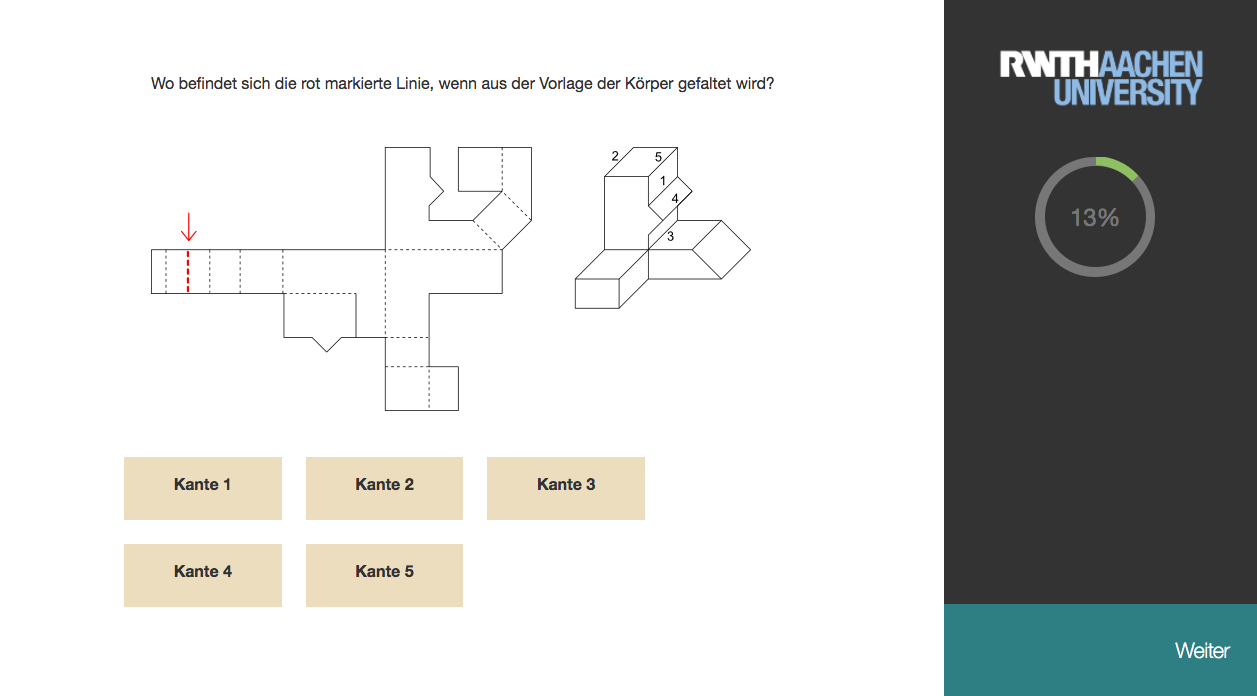 Wo befindet sich die rot markierte Linie, wenn aus der Vorlage der Körper gefaltet wird?
2
5
1
4
3
Kante 1
Kante 2
Kante 3
Kante 4
Kante 5
RWTHAACHEN
UNIVERSITY
13%
Weiter